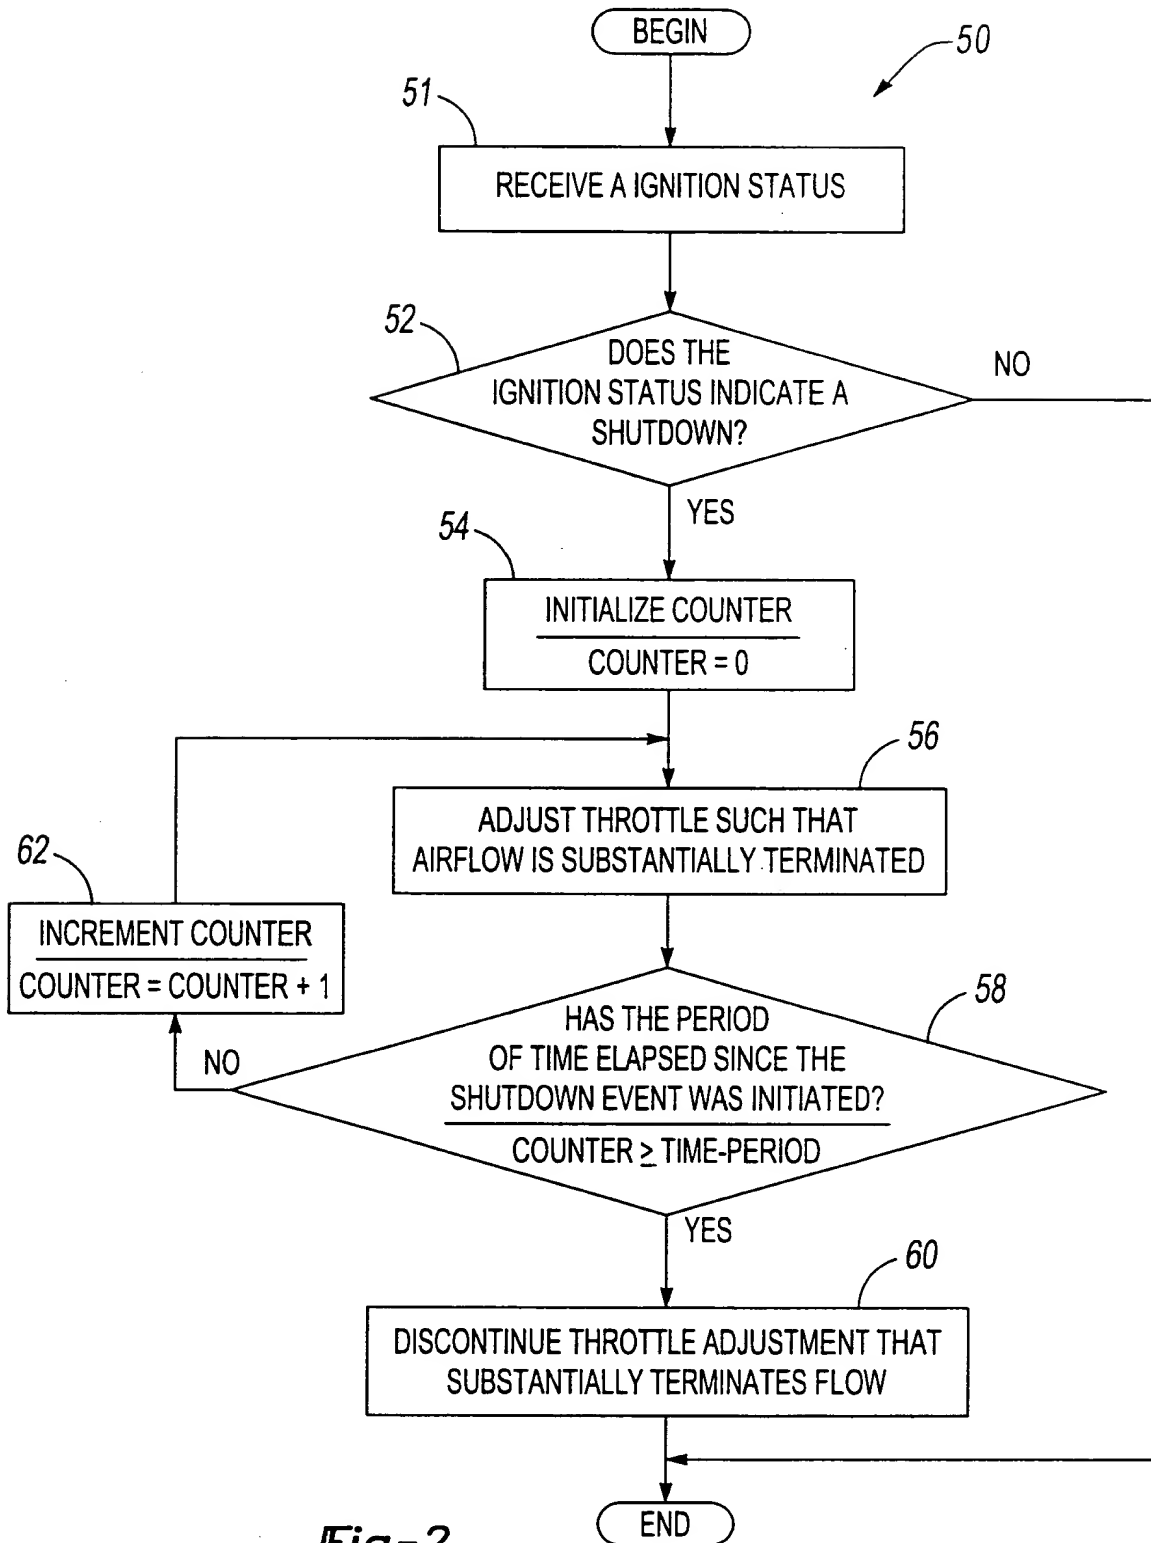 BEGIN
50
51
RECEIVE A IGNITION STATUS
52
DOES THE
IGNITION STATUS INDICATE A
SHUTDOWN?
NO
YES
54
INITIALIZE COUNTER
COUNTER = 0
56
ADJUST THROTTLE SUCH THAT
AIRFLOW IS SUBSTANTIALLY TERMINATED
62
INCREMENT COUNTER
COUNTER = COUNTER + 1
58
HAS THE PERIOD
OF TIME ELAPSED SINCE THE
SHUTDOWN EVENT WAS INITIATED?
COUNTER ≥ TIME-PERIOD
NO
YES
60
DISCONTINUE THROTTLE ADJUSTMENT THAT
SUBSTANTIALLY TERMINATES FLOW
END
Fig-2